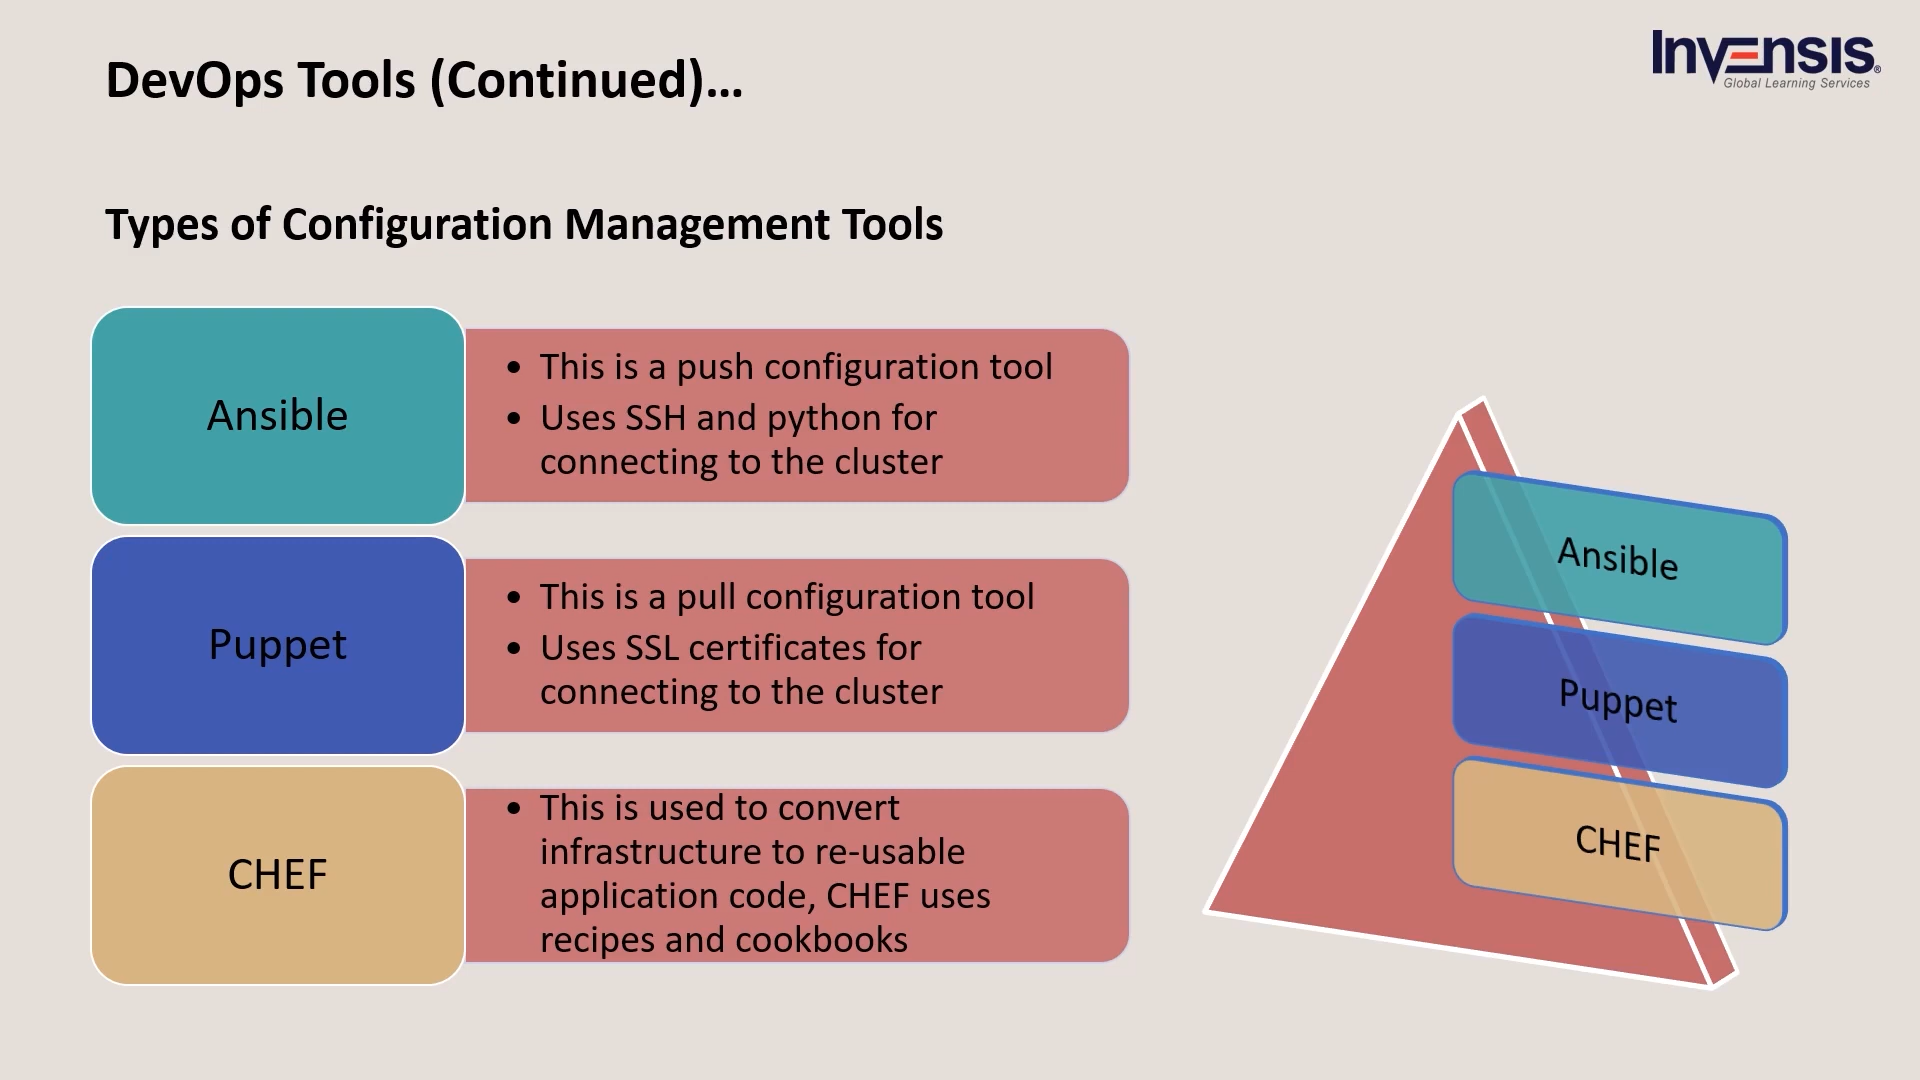 DevOps Tools (Continued)...
Invensis®
Global Learning Services
Types of Configuration Management Tools
Ansible
• This is a push configuration tool
• Uses SSH and python for
connecting to the cluster
Puppet
• This is a pull configuration tool
• Uses SSL certificates for
connecting to the cluster
CHEF
• This is used to convert
infrastructure to re-usable
application code, CHEF uses
recipes and cookbooks
Ansible
Puppet
CHEF